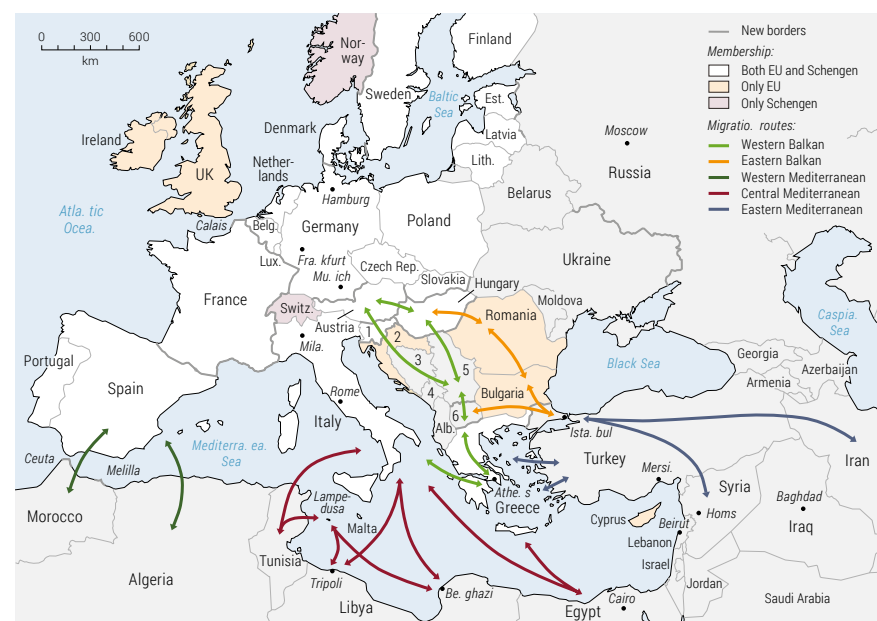 0 300 600
km
New borders
Membership:
Both EU and Schengen
Only EU
Only Schengen
Migratio. routes:
Western Balkan
Eastern Balkan
Western Mediterranean
Central Mediterranean
Eastern Mediterranean
Nor-
way
Finland
Sweden
Baltic
Sea
Est.
Latvia
Lith.
Moscow
Russia
Ireland
UK
Denmark
Nether-
lands
Hamburg
Belarus
Atla. tic
Ocea.
Calais
Belg.
Germany
Poland
Lux.
Fra. kfurt
Mu. ich
Czech Rep.
Slovakia
Ukraine
Hungary
France
Switz.
Austria
Moldova
Romania
Caspia.
Sea
Mila.
1
2
3
4
5
6
Black Sea
Georgia
Armenia
Azerbaijan
Portugal
Spain
Rome
Italy
Bulgaria
Alb.
Ista. bul
Turkey
Iran
Mediterra. ea.
Sea
Ceuta
Melilla
Mersi.
Syria
Homs
Baghdad
Iraq
Athe. s
Greece
Morocco
Lampe-
dusa
Malta
Cyprus
Beirut
Lebanon
Israel
Tunisia
Algeria
Tripoli
Libya
Be. ghazi
Egypt
Cairo
Jordan
Saudi Arabia